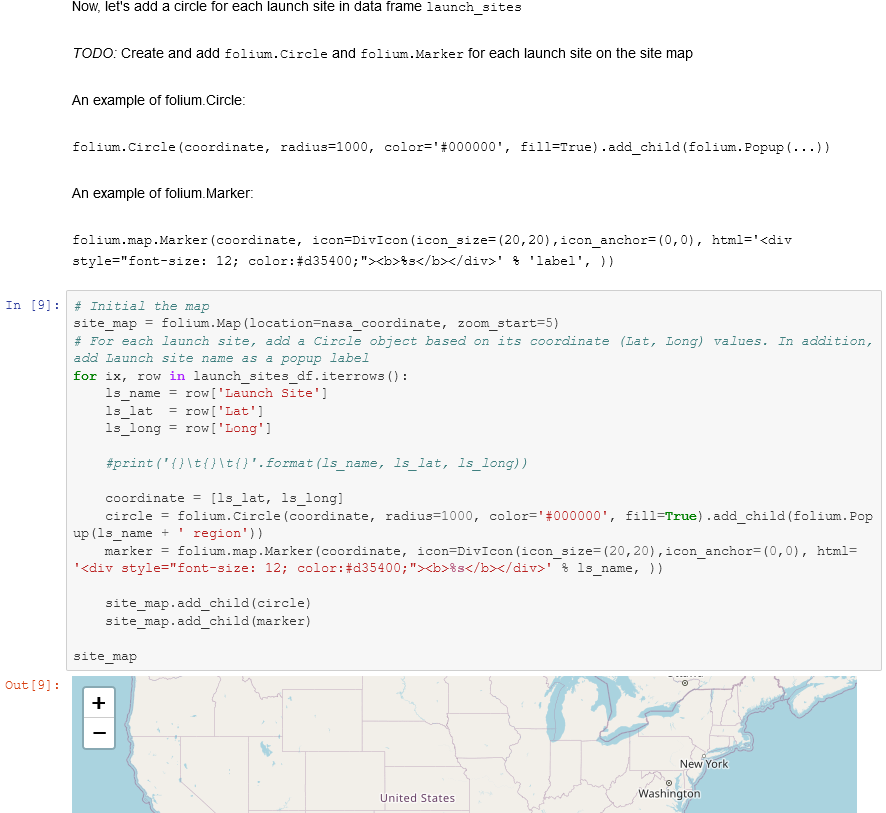 Now, let's add a circle for each launch site in data frame launch_sites
TODO: Create and add folium.Circle and folium.Marker for each launch site on the site map
An example of folium.Circle:
folium.Circle(coordinate, radius=1000, color='#000000', fill=True).add_child(folium.Popup(...))
An example of folium.Marker:
folium.map.Marker(coordinate, icon=DivIcon(icon_size=(20,20),icon_anchor=(0,0), html='<div
style="font-size: 12; color:#d35400;"><b>%s</b></div>' % 'label', ))
In [9]:
# Initial the map
site_map = folium.Map(location=nasa_coordinate, zoom_start=5)
# For each launch site, add a Circle object based on its coordinate (Lat, Long) values. In addition,
add Launch site name as a popup label
for ix, row in launch_sites_df.iterrows():
    ls_name = row['Launch Site']
    ls_lat  = row['Lat']
    ls_long = row['Long']
    #print('{}\t{}\t{}'.format(ls_name, ls_lat, ls_long))
    coordinate = [ls_lat, ls_long]
    circle = folium.Circle(coordinate, radius=1000, color='#000000', fill=True).add_child(folium.Pop
up(ls_name + ' region'))
    marker = folium.map.Marker(coordinate, icon=DivIcon(icon_size=(20,20),icon_anchor=(0,0), html=
'<div style="font-size: 12; color:#d35400;"><b>%s</b></div>' % ls_name, ))
    site_map.add_child(circle)
    site_map.add_child(marker)
site_map
Out[9]:
+
−
New York
Washington
United States